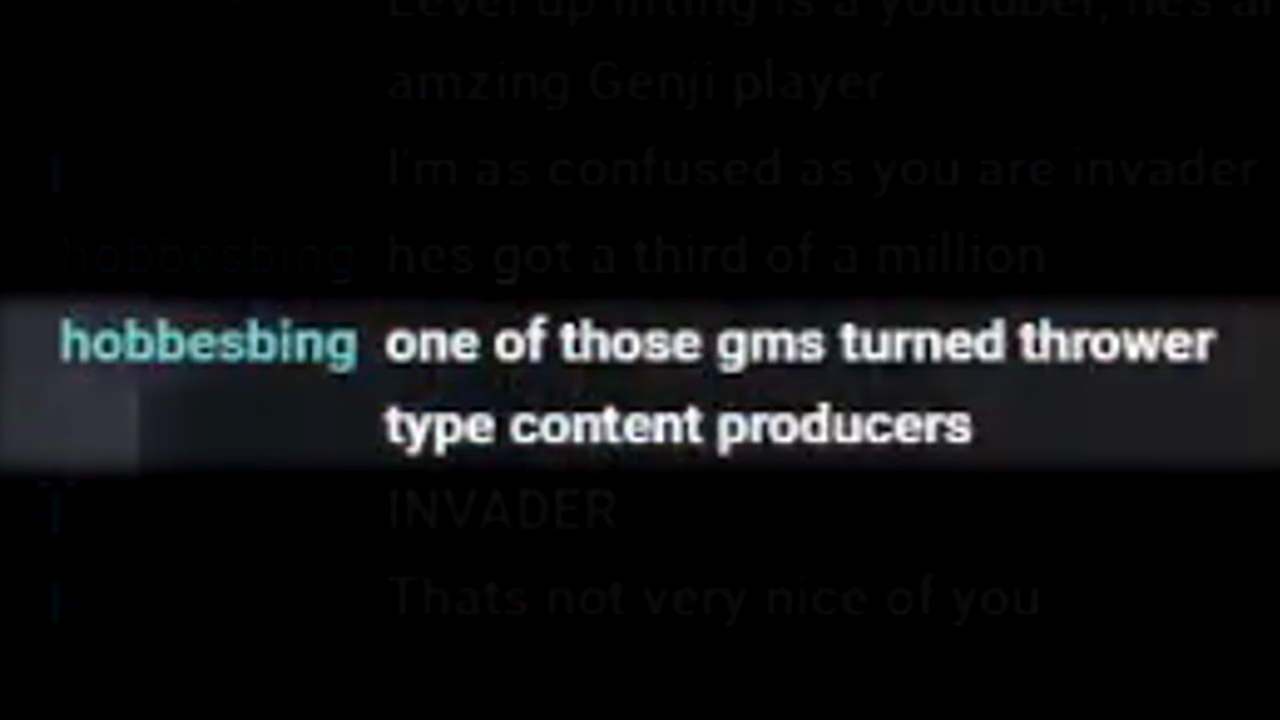 Level up lifting is a youtuber, hes an
amzing Genji player
I'm as confused as you are invader
hobbesbing hes got a third of a million
hobbesbing one of those gms turned thrower
type content producers
INVADER
Thats not very nice of you